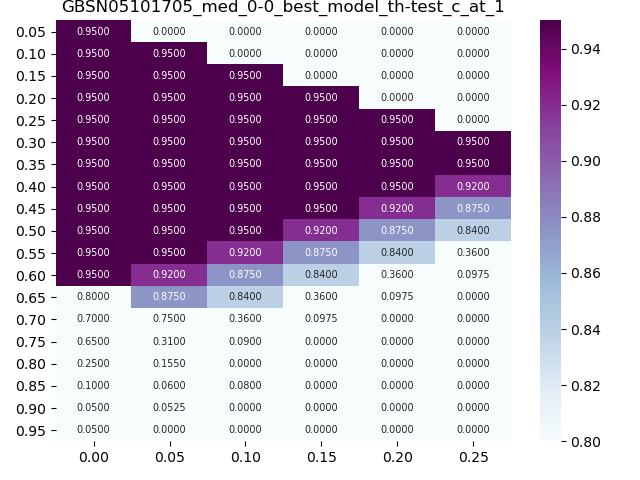 GBSN05101705_med_0-0_best_model_th-test_c_at_1
0.05 0.9500 0.0000 0.0000 0.0000 0.0000 0.0000
0.10 0.9500 0.9500 0.0000 0.0000 0.0000 0.0000
0.15 0.9500 0.9500 0.9500 0.0000 0.0000 0.0000
0.20 0.9500 0.9500 0.9500 0.9500 0.0000 0.0000
0.25 0.9500 0.9500 0.9500 0.9500 0.9500 0.0000
0.30 0.9500 0.9500 0.9500 0.9500 0.9500 0.9500
0.35 0.9500 0.9500 0.9500 0.9500 0.9500 0.9500
0.40 0.9500 0.9500 0.9500 0.9500 0.9500 0.9200
0.45 0.9500 0.9500 0.9500 0.9500 0.9200 0.8750
0.50 0.9500 0.9500 0.9500 0.9200 0.8750 0.8400
0.55 0.9500 0.9500 0.9200 0.8750 0.8400 0.3600
0.60 0.9500 0.9200 0.8750 0.8400 0.3600 0.0975
0.65 0.8000 0.8750 0.8400 0.3600 0.0975 0.0000
0.70 0.7000 0.7500 0.3600 0.0975 0.0000 0.0000
0.75 0.6500 0.3100 0.0900 0.0000 0.0000 0.0000
0.80 0.2500 0.1550 0.0000 0.0000 0.0000 0.0000
0.85 0.1000 0.0600 0.0800 0.0000 0.0000 0.0000
0.90 0.0500 0.0525 0.0000 0.0000 0.0000 0.0000
0.95 0.0500 0.0000 0.0000 0.0000 0.0000 0.0000
0.00 0.05 0.10 0.15 0.20 0.25
0.94
0.92
0.90
0.88
0.86
0.84
0.82
0.80